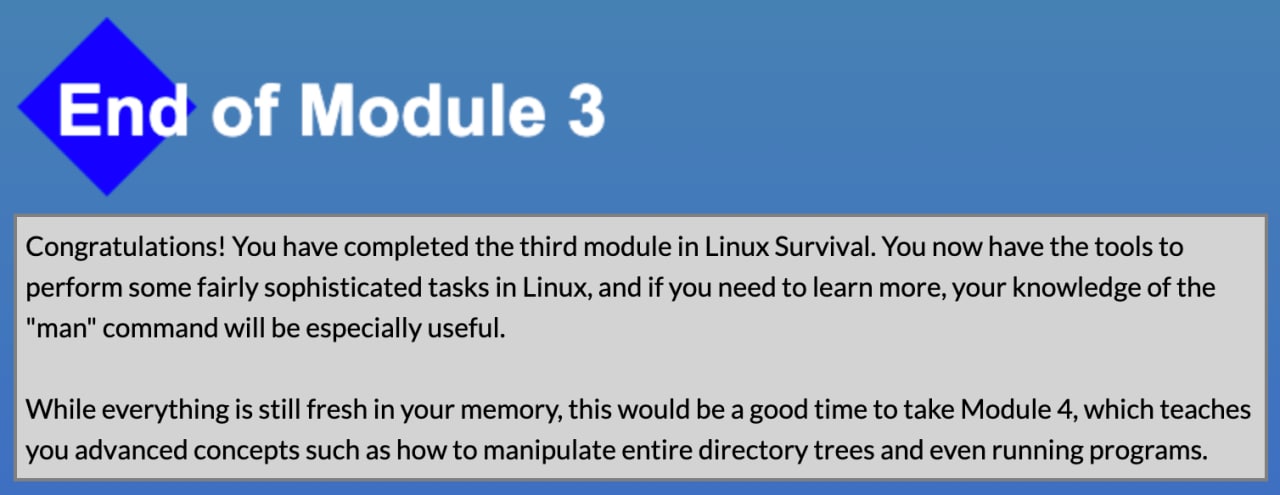 End of Module 3
Congratulations! You have completed the third module in Linux Survival. You now have the tools to
perform some fairly sophisticated tasks in Linux, and if you need to learn more, your knowledge of the
"man" command will be especially useful.
While everything is still fresh in your memory, this would be a good time to take Module 4, which teaches
you advanced concepts such as how to manipulate entire directory trees and even running programs.